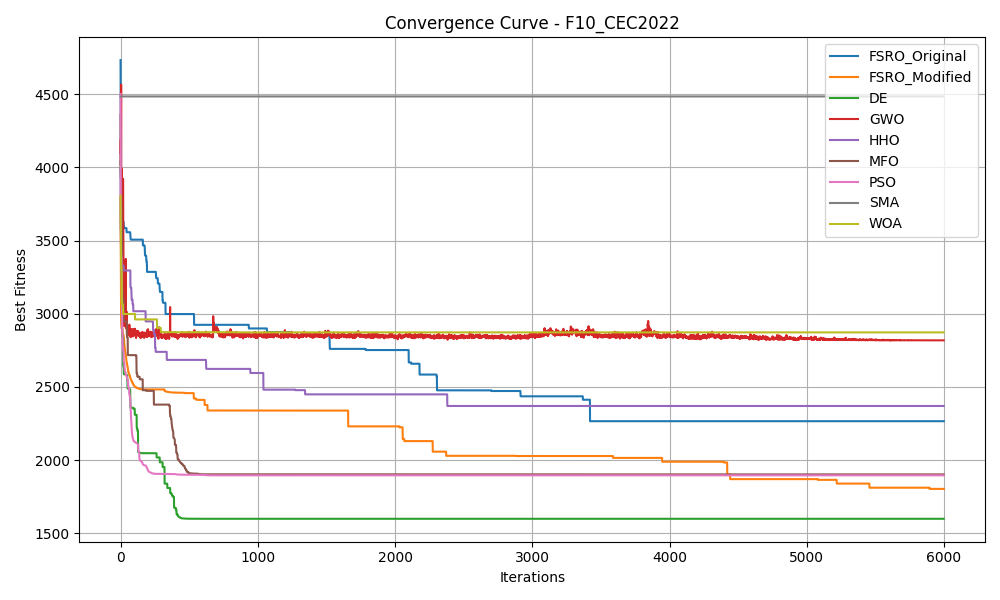 Convergence Curve - F10_CEC2022
Best Fitness
4500
4000
3500
3000
2500
2000
1500
0
1000
2000
3000
4000
5000
6000
Iterations
FSRO_Original
FSRO_Modified
DE
GWO
HHO
MFO
PSO
SMA
WOA